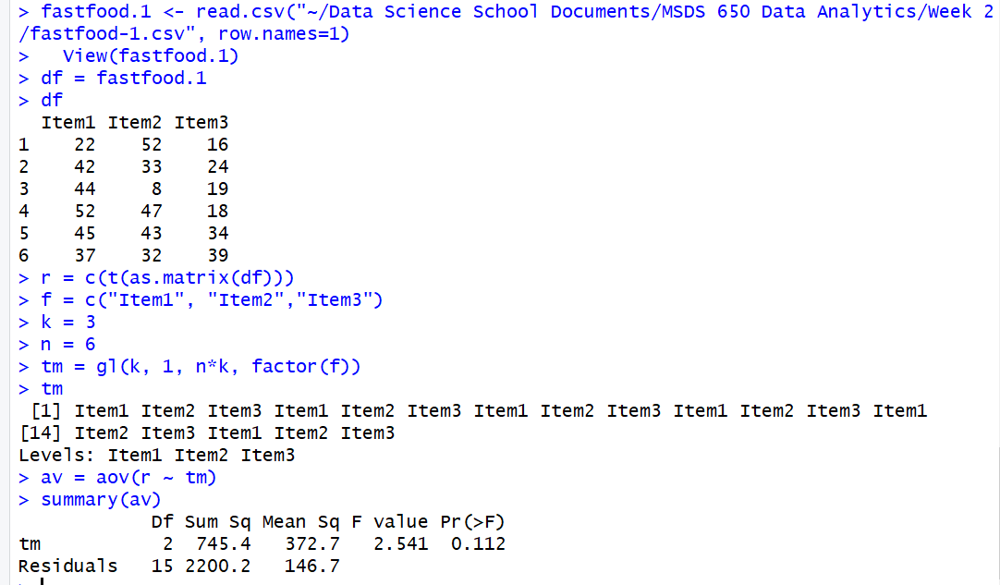 > fastfood.1 <- read.csv("~/Data Science School Documents/MSDS 650 Data Analytics/Week 2
/fastfood-1.csv", row.names=1)
>   View(fastfood.1)
> df = fastfood.1
> df
  Item1 Item2 Item3
1    22    52    16
2    42    33    24
3    44     8    19
4    52    47    18
5    45    43    34
6    37    32    39
> r = c(t(as.matrix(df)))
> f = c("Item1", "Item2","Item3")
> k = 3
> n = 6
> tm = gl(k, 1, n*k, factor(f))
> tm
 [1] Item1 Item2 Item3 Item1 Item2 Item3 Item1 Item2 Item3 Item1 Item2 Item3 Item1
[14] Item2 Item3 Item1 Item2 Item3
Levels: Item1 Item2 Item3
> av = aov(r ~ tm)
> summary(av)
            Df Sum Sq Mean Sq F value Pr(>F)
tm           2  745.4   372.7   2.541  0.112
Residuals   15 2200.2   146.7
>